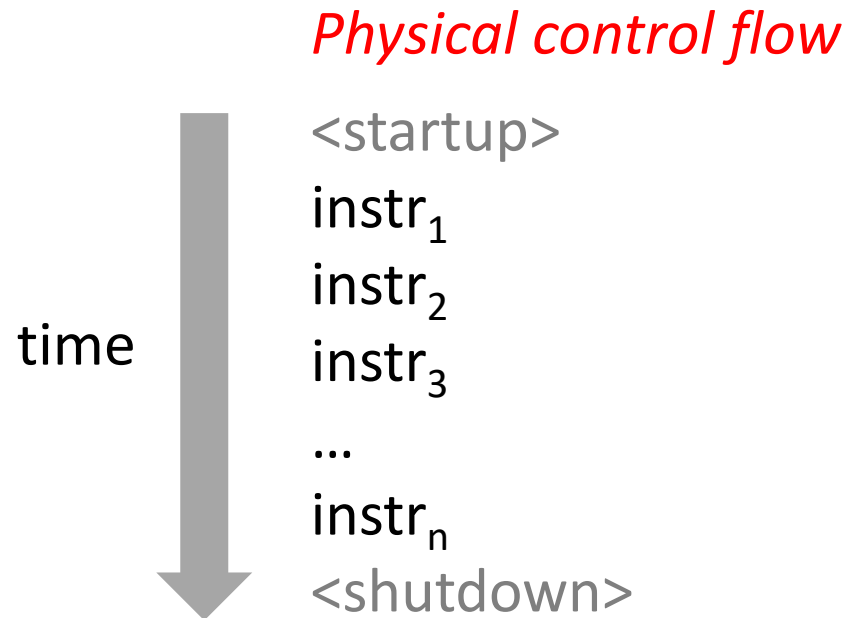 Physical control flow
<startup>
instr₁
instr₂
instr₃
time
...
instrₙ
<shutdown>